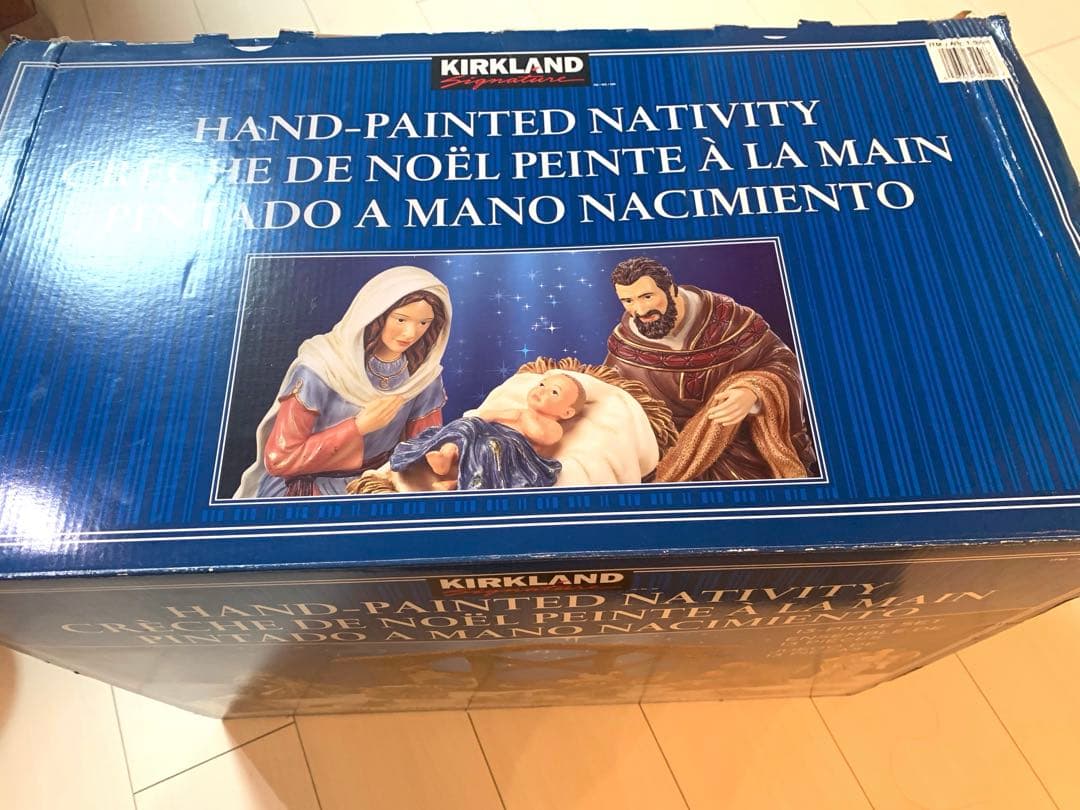 KIRKLAND
Signature
HAND-PAINTED NATIVITY
CRÈCHE DE NOËL PEINTE À LA MAIN
PINTADO A MANO NACIMIENTO
KIRKLAND
Signature
HAND-PAINTED NATIVITY
CRÈCHE DE NOËL PEINTE À LA MAIN
PINTADO A MANO NACIMIENTO